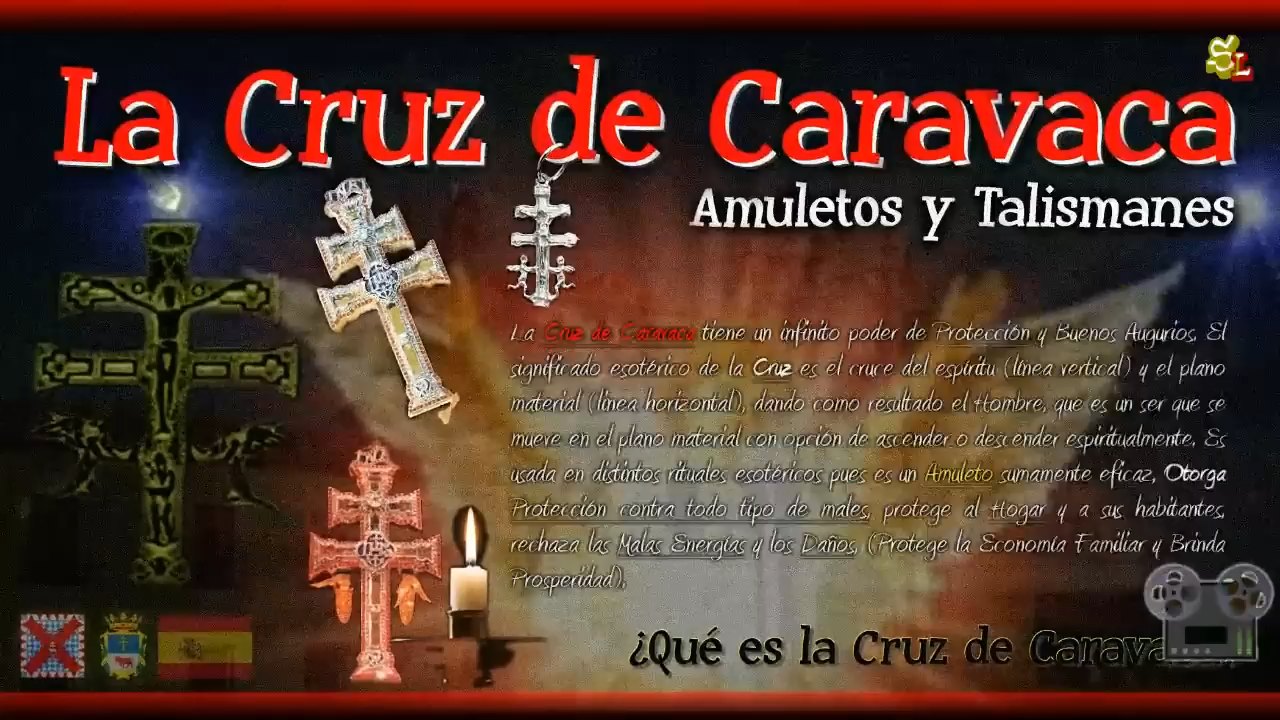 SL
La Cruz de Caravaca
Amuletos y Talismanes
La Cruz de Caravaca tiene un infinito poder de Protección y Buenos Augurios. El
significado esotérico de la Cruz es el cruce del espíritu (línea vertical) y el plano
material (línea horizontal), dando como resultado el Hombre, que es un ser que se
mueve en el plano material con opción de ascender o descender espiritualmente. Es
usada en distintos rituales esotéricos pues es un Amuleto sumamente eficaz, Otorga
Protección contra todo tipo de males, protege al Hogar y a sus habitantes,
rechaza las Malas Energías y los Daños, (Protege la Economía Familiar y Brinda
Prosperidad).
¿Qué es la Cruz de